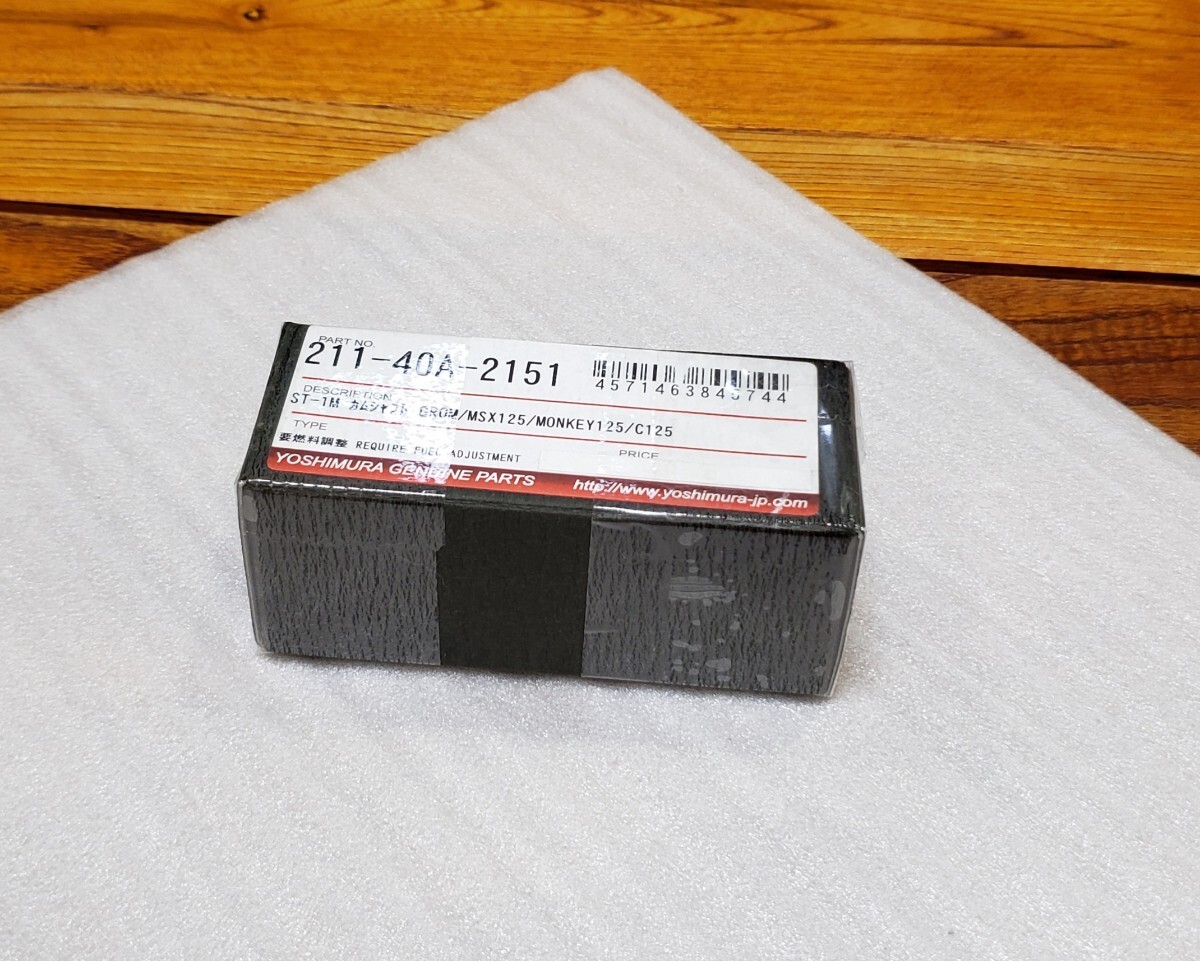 PART NO.
211-40A-2151
DESCRIPTION
ST-1M カムシャフト GROM/MSX125/MONKEY125/C125
TYPE
要燃料調整 REQUIRE FUEL ADJUSTMENT
PRICE
YOSHIMURA GENUINE PARTS
http://www.yoshimura-jp.com